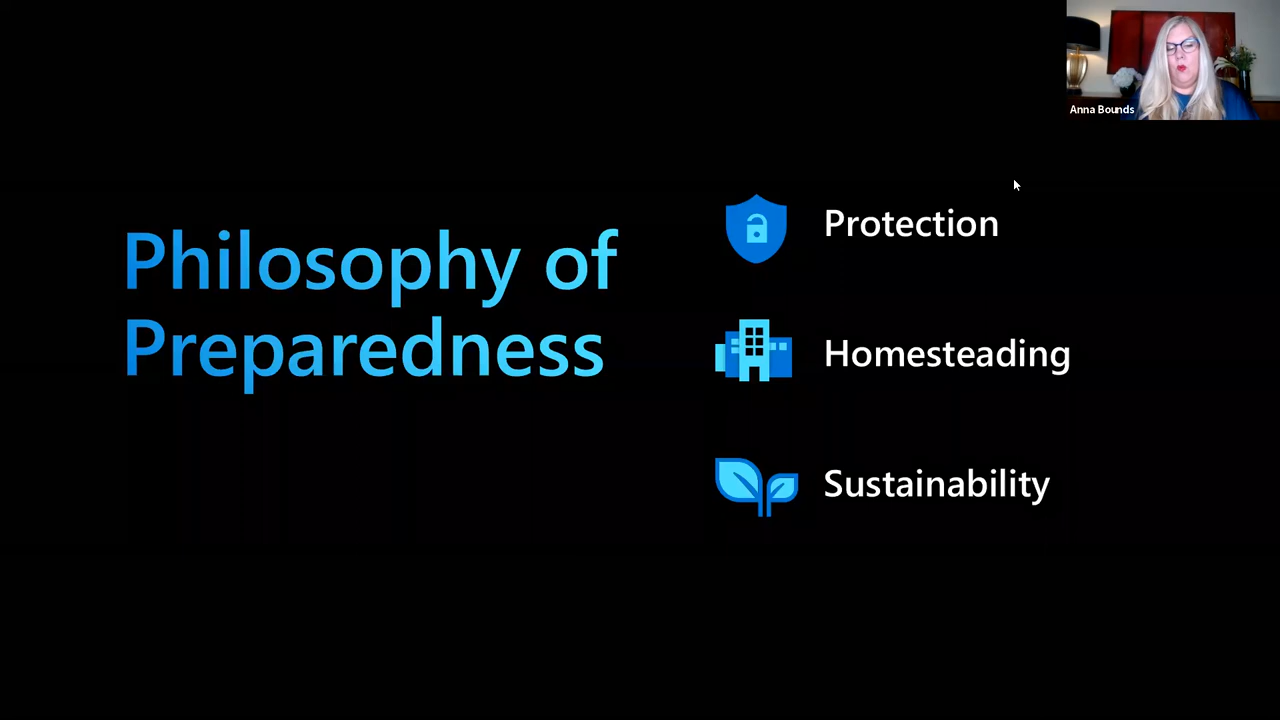 Anna Bounds
Philosophy of
Preparedness
Protection
Homesteading
Sustainability